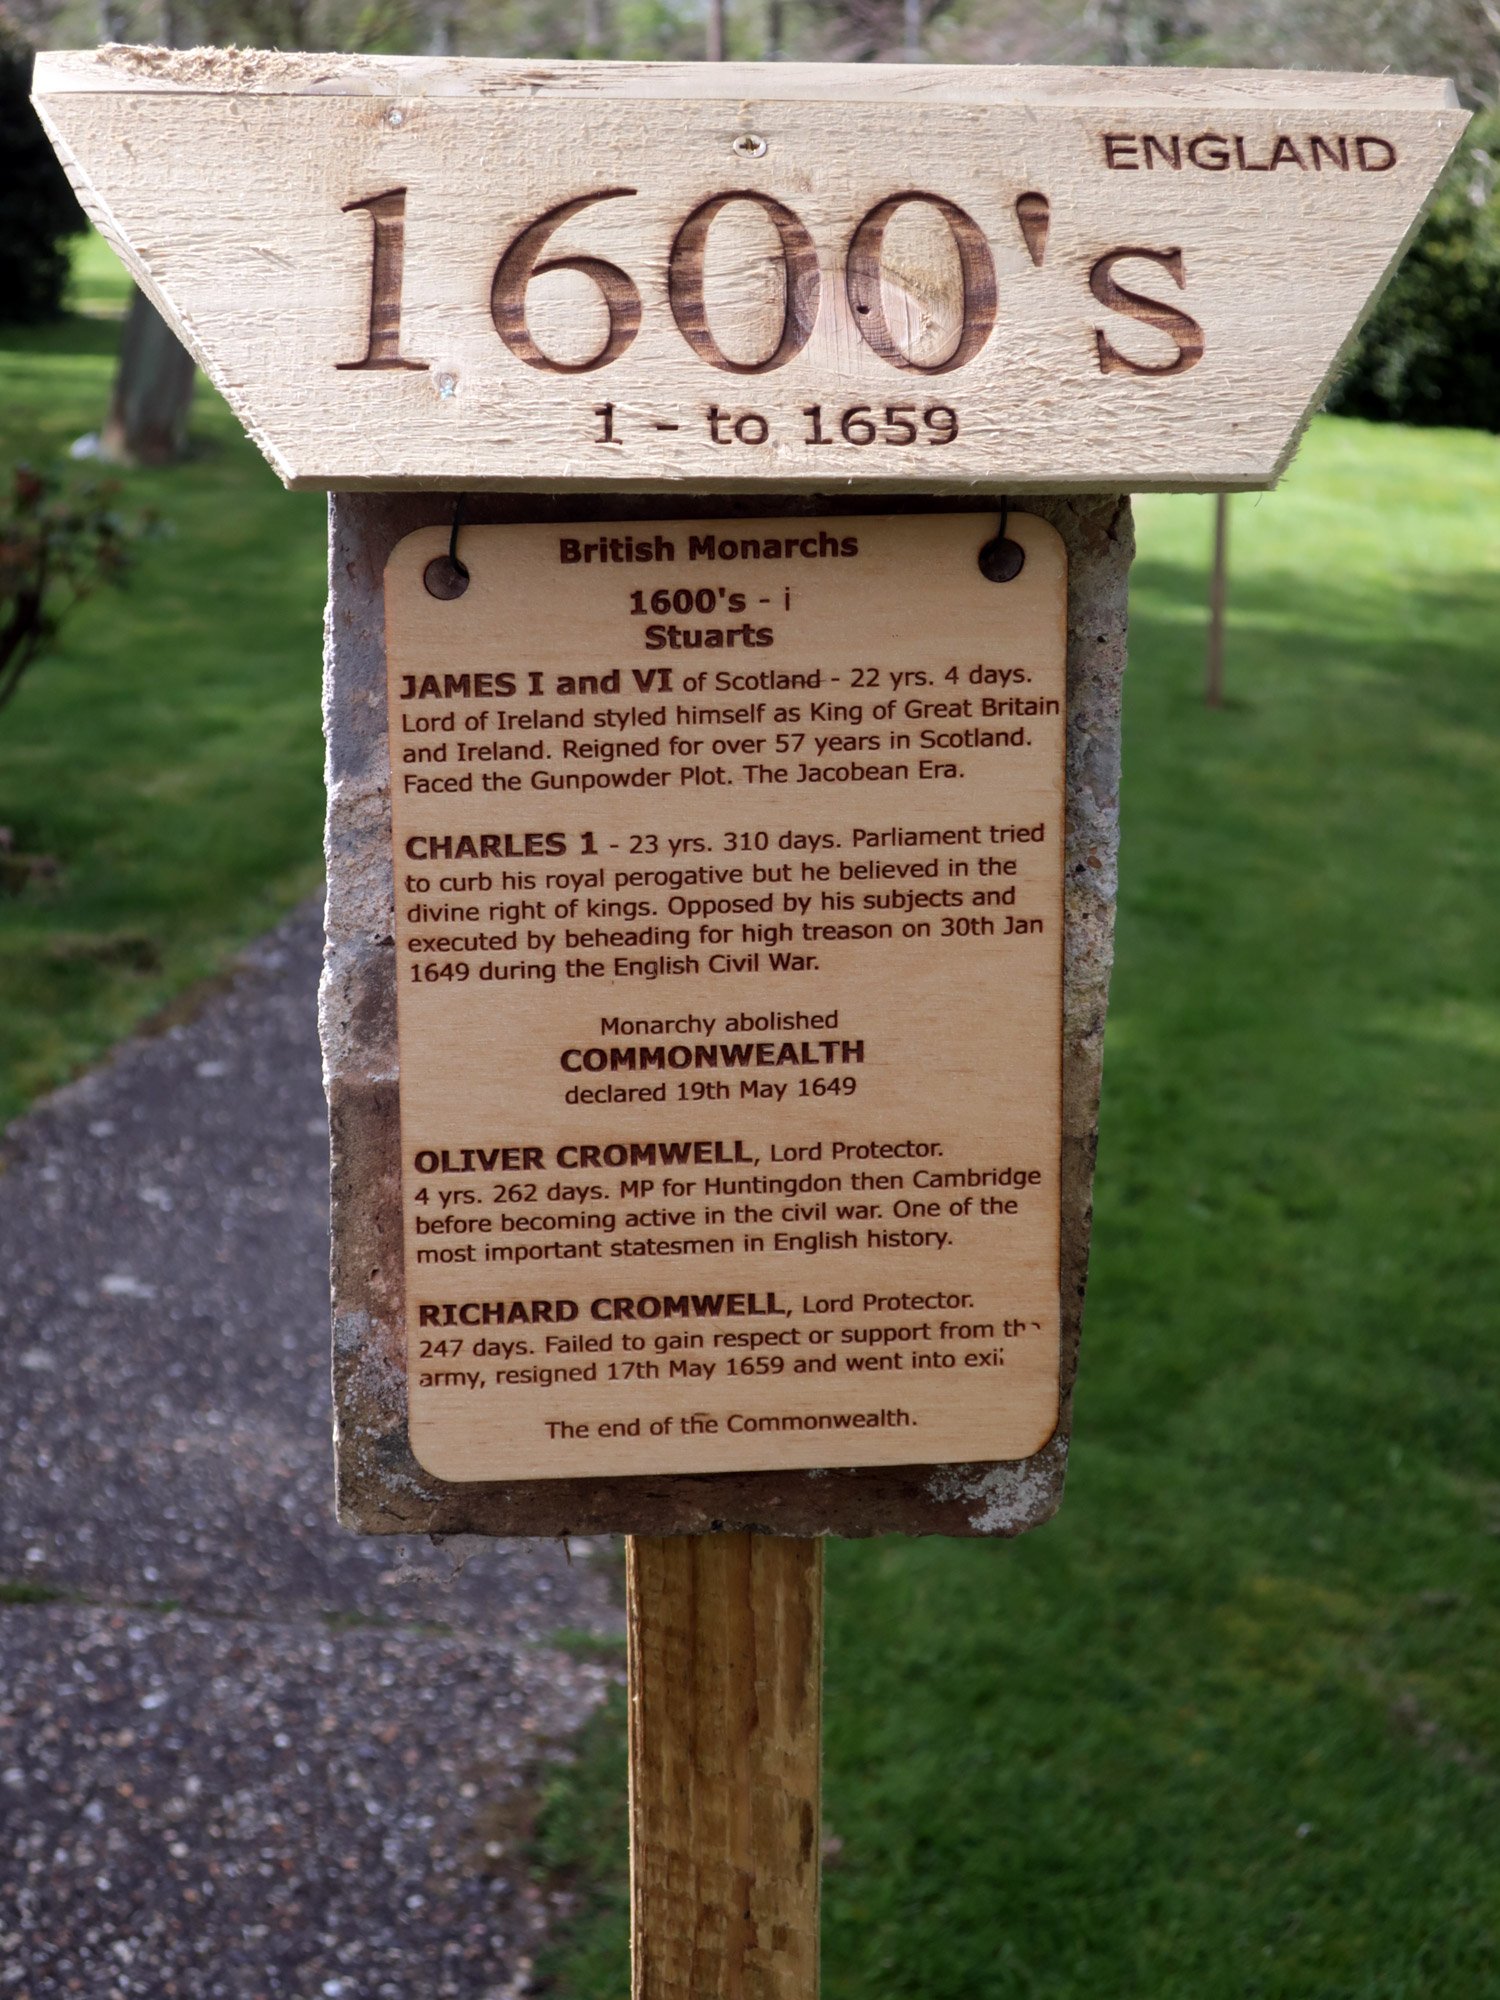 ENGLAND
1600's
1 - to 1659
British Monarchs
1600's - i
Stuarts
JAMES I and VI of Scotland - 22 yrs. 4 days.
Lord of Ireland styled himself as King of Great Britain
and Ireland. Reigned for over 57 years in Scotland.
Faced the Gunpowder Plot. The Jacobean Era.
CHARLES 1 - 23 yrs. 310 days. Parliament tried
to curb his royal perogative but he believed in the
divine right of kings. Opposed by his subjects and
executed by beheading for high treason on 30th Jan
1649 during the English Civil War.
Monarchy abolished
COMMONWEALTH
declared 19th May 1649
OLIVER CROMWELL, Lord Protector.
4 yrs. 262 days. MP for Huntingdon then Cambridge
before becoming active in the civil war. One of the
most important statesmen in English history.
RICHARD CROMWELL, Lord Protector.
247 days. Failed to gain respect or support from the
army, resigned 17th May 1659 and went into exil
The end of the Commonwealth.